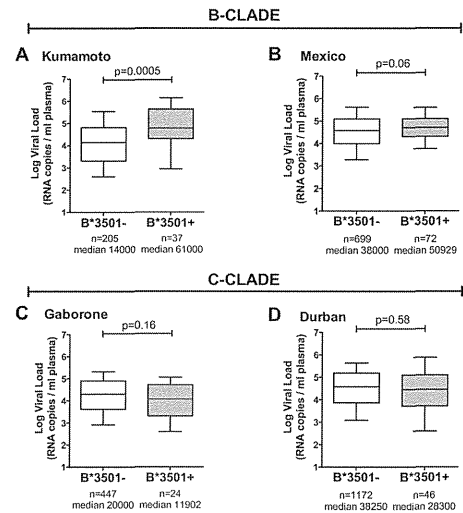 B-CLADE
A Kumamoto
p=0.0005
Log Viral Load
(RNA copies / ml plasma)
7
6
5
4
3
2
1
B*3501- B*3501+
n=205 n=37
median 14000 median 61000
B Mexico
p=0.06
Log Viral Load
(RNA copies / ml plasma)
7
6
5
4
3
2
1
B*3501- B*3501+
n=699 n=72
median 38000 median 50929
C-CLADE
C Gaborone
p=0.16
Log Viral Load
(RNA copies / ml plasma)
7
6
5
4
3
2
1
B*3501- B*3501+
n=447 n=24
median 20000 median 11902
D Durban
p=0.58
Log Viral Load
(RNA copies / ml plasma)
7
6
5
4
3
2
1
B*3501- B*3501+
n=1172 n=46
median 38250 median 28300